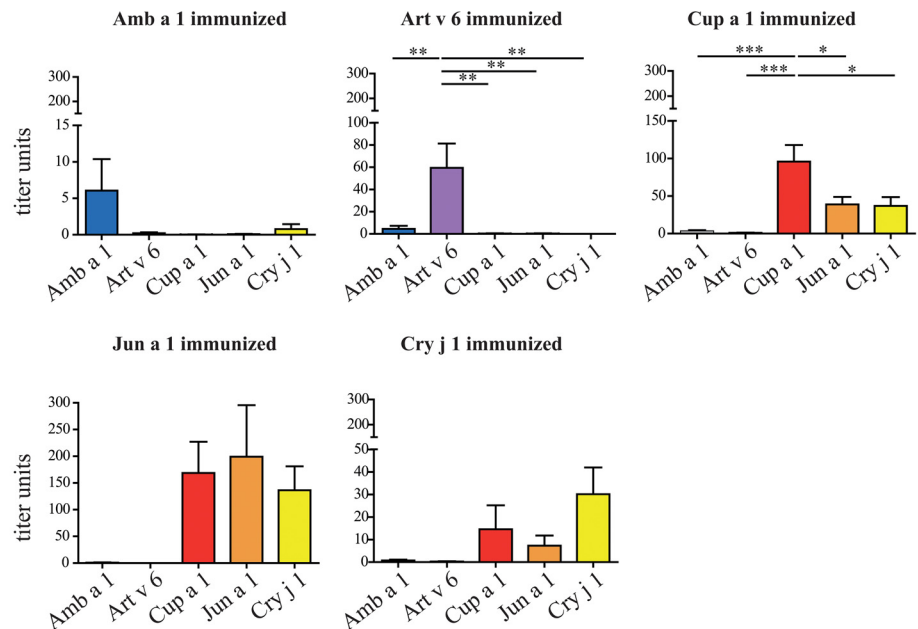 Amb a 1 immunized
titer units
300
200
15
10
5
0
Amb a 1
Art v 6
Cup a 1
Jun a 1
Cry j 1
Art v 6 immunized
**
**
**
**
300
200
100
80
60
40
20
0
Amb a 1
Art v 6
Cup a 1
Jun a 1
Cry j 1
Cup a 1 immunized
***
*
***
*
300
200
150
100
50
0
Amb a 1
Art v 6
Cup a 1
Jun a 1
Cry j 1
Jun a 1 immunized
titer units
300
250
200
150
100
50
0
Amb a 1
Art v 6
Cup a 1
Jun a 1
Cry j 1
Cry j 1 immunized
300
200
50
40
30
20
10
0
Amb a 1
Art v 6
Cup a 1
Jun a 1
Cry j 1